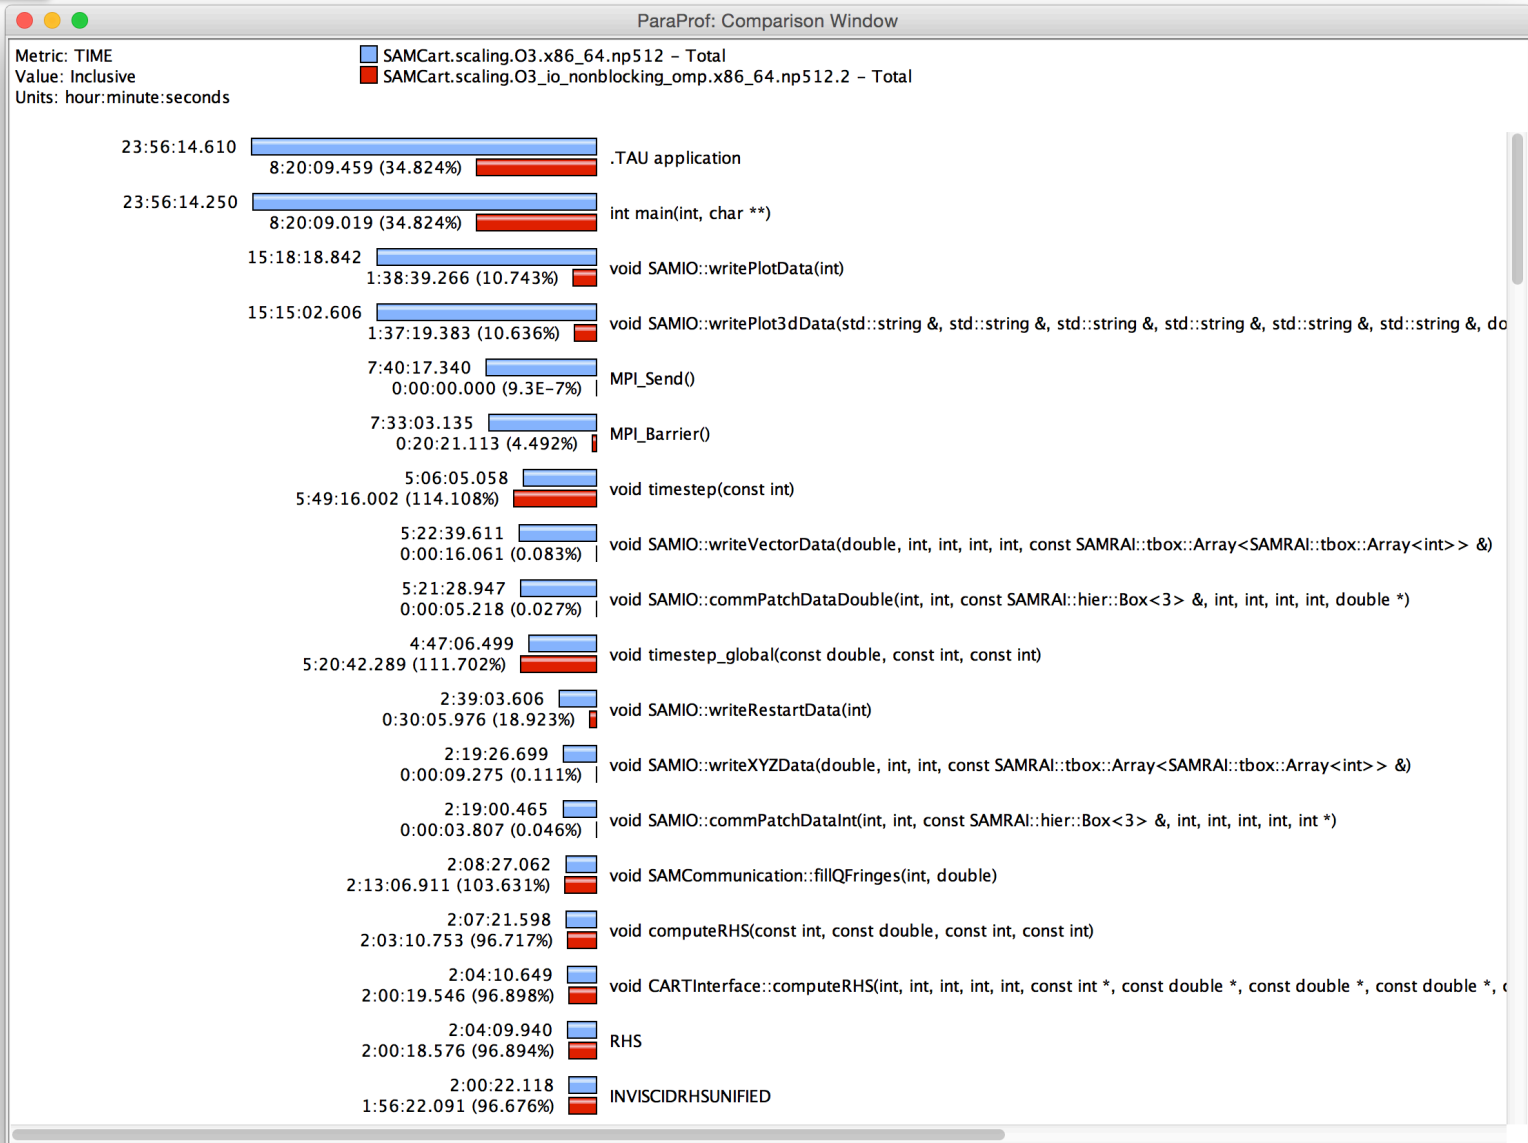 ParaProf: Comparison Window
Metric: TIME
Value: Inclusive
Units: hour:minute:seconds
SAMCart.scaling.O3.x86_64.np512 - Total
SAMCart.scaling.O3_io_nonblocking_omp.x86_64.np512.2 - Total
23:56:14.610
8:20:09.459 (34.824%)
.TAU application
23:56:14.250
8:20:09.019 (34.824%)
int main(int, char **)
15:18:18.842
1:38:39.266 (10.743%)
void SAMIO::writePlotData(int)
15:15:02.606
1:37:19.383 (10.636%)
void SAMIO::writePlot3dData(std::string &, std::string &, std::string &, std::string &, std::string &, std::string &, do
7:40:17.340
0:00:00.000 (9.3E-7%)
MPI_Send()
7:33:03.135
0:20:21.113 (4.492%)
MPI_Barrier()
5:06:05.058
5:49:16.002 (114.108%)
void timestep(const int)
5:22:39.611
0:00:16.061 (0.083%)
void SAMIO::writeVectorData(double, int, int, int, int, const SAMRAI::tbox::Array<SAMRAI::tbox::Array<int>> &)
5:21:28.947
0:00:05.218 (0.027%)
void SAMIO::commPatchDataDouble(int, int, const SAMRAI::hier::Box<3> &, int, int, int, int, double *)
4:47:06.499
5:20:42.289 (111.702%)
void timestep_global(const double, const int, const int)
2:39:03.606
0:30:05.976 (18.923%)
void SAMIO::writeRestartData(int)
2:19:26.699
0:00:09.275 (0.111%)
void SAMIO::writeXYZData(double, int, int, const SAMRAI::tbox::Array<SAMRAI::tbox::Array<int>> &)
2:19:00.465
0:00:03.807 (0.046%)
void SAMIO::commPatchDataInt(int, int, const SAMRAI::hier::Box<3> &, int, int, int, int, int *)
2:08:27.062
2:13:06.911 (103.631%)
void SAMCommunication::fillQFringes(int, double)
2:07:21.598
2:03:10.753 (96.717%)
void computeRHS(const int, const double, const int, const int)
2:04:10.649
2:00:19.546 (96.898%)
void CARTInterface::computeRHS(int, int, int, int, int, const int *, const double *, const double *, const double *, c
2:04:09.940
2:00:18.576 (96.894%)
RHS
2:00:22.118
1:56:22.091 (96.676%)
INVISCIDRHSUNIFIED